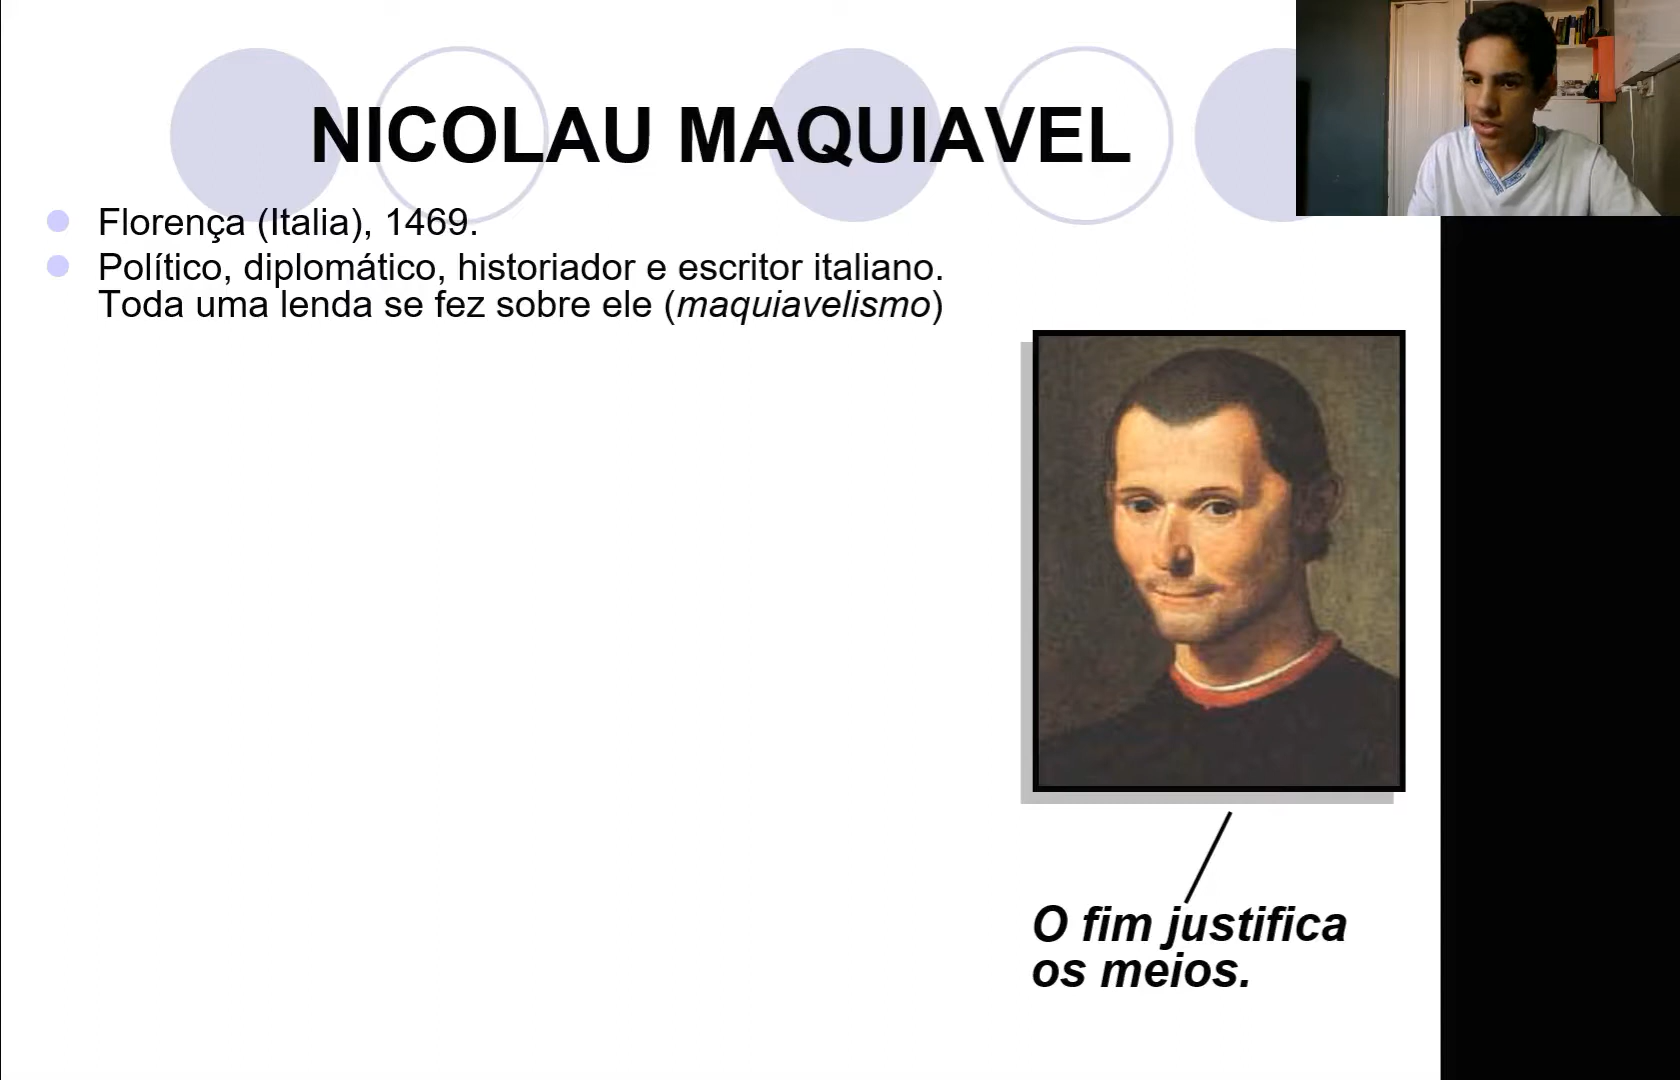 NICOLAU MAQUIAVEL
Florença (Italia), 1469.
Político, diplomático, historiador e escritor italiano.
Toda uma lenda se fez sobre ele (maquiavelismo)
O fim justifica
os meios.